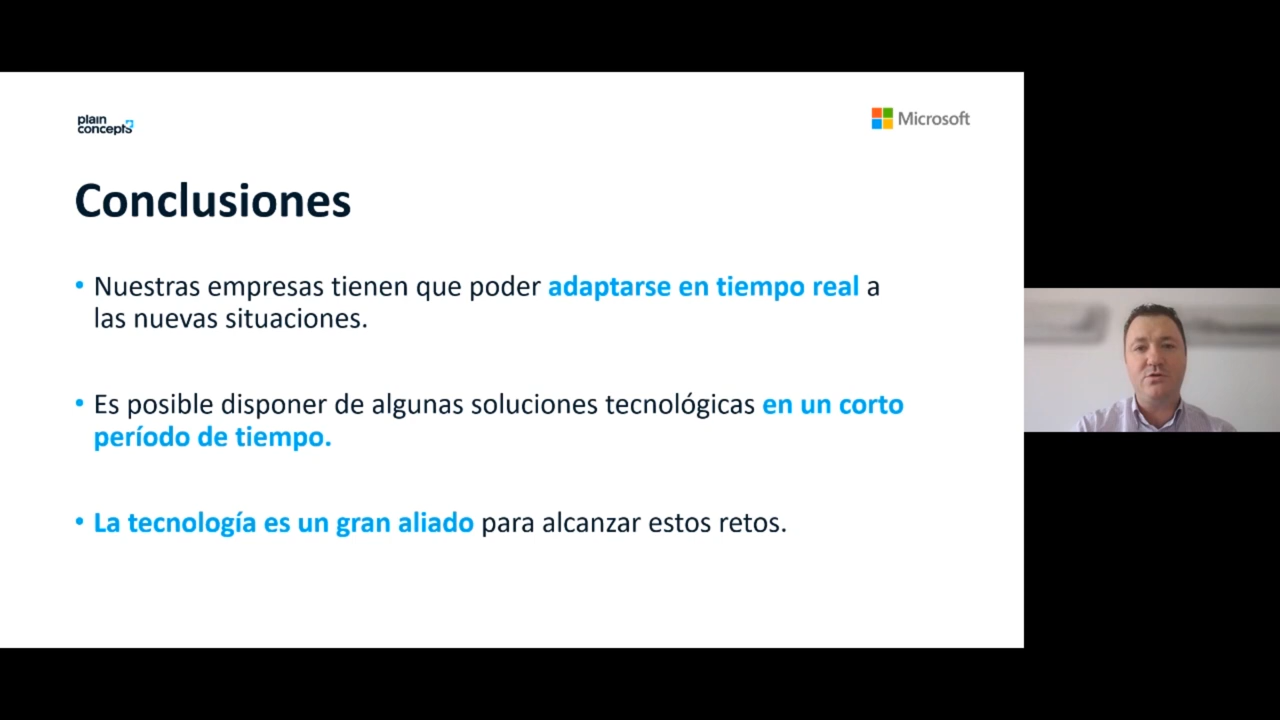 plain
concepts
Microsoft
Conclusiones
• Nuestras empresas tienen que poder adaptarse en tiempo real a
las nuevas situaciones.
• Es posible disponer de algunas soluciones tecnológicas en un corto
período de tiempo.
• La tecnología es un gran aliado para alcanzar estos retos.